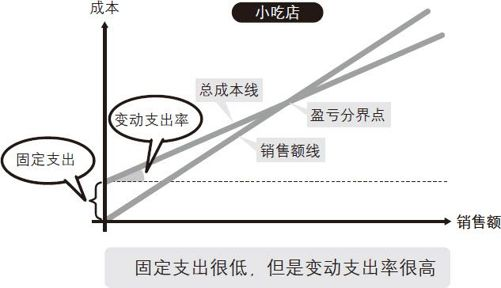 成本
小吃店
总成本线
变动支出率
盈亏分界点
固定支出
销售额线
销售额
固定支出很低，但是变动支出率很高